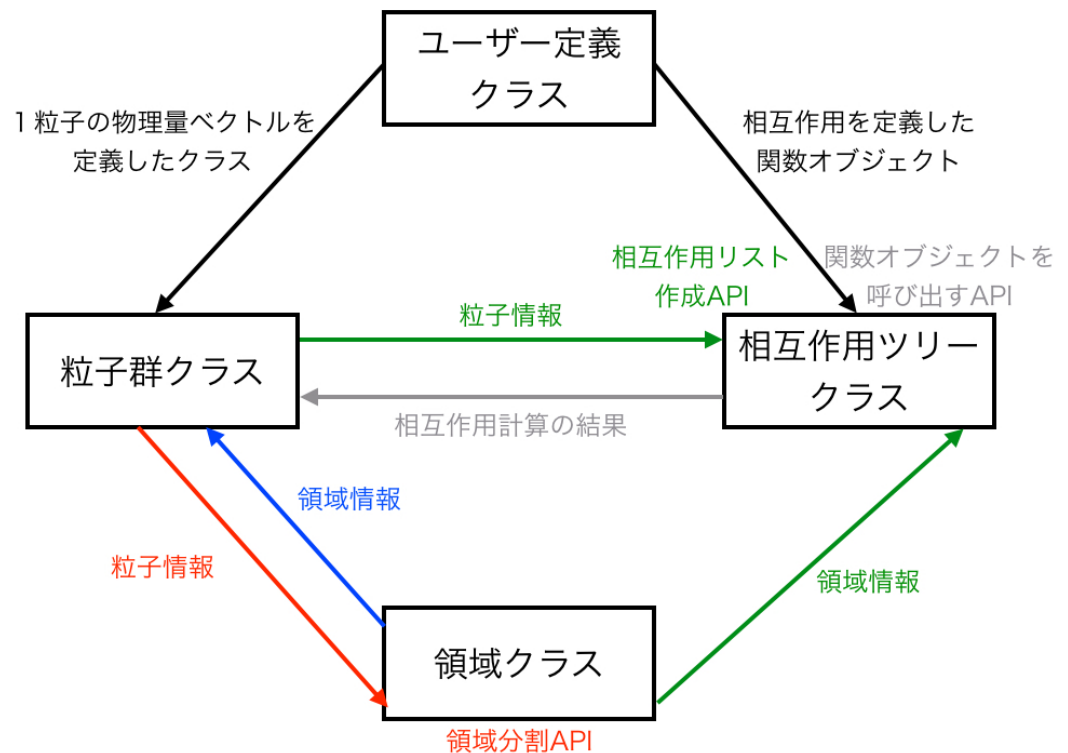 ユーザー定義
クラス
１粒子の物理量ベクトルを
定義したクラス
相互作用を定義した
関数オブジェクト
相互作用リスト
作成API
関数オブジェクトを
呼び出すAPI
粒子情報
粒子群クラス
相互作用ツリー
クラス
相互作用計算の結果
領域情報
粒子情報
領域情報
領域クラス
領域分割API